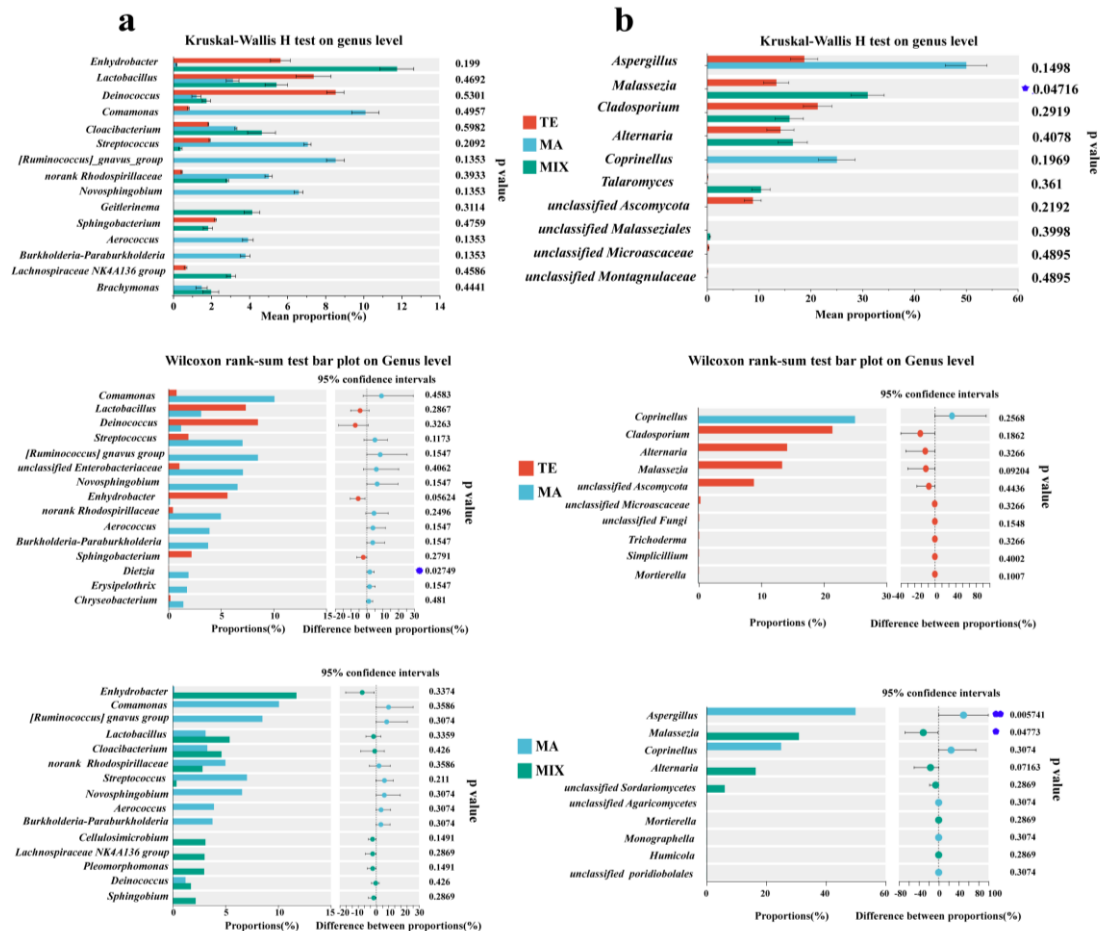 a
Kruskal-Wallis H test on genus level
Enhydrobacter 0.199
Lactobacillus 0.4692
Deinococcus 0.5301
Comamonas 0.4957
Cloacibacterium 0.5982
Streptococcus 0.2092
[Ruminococcus]_gnavus_group 0.1353
norank Rhodospirillaceae 0.3933
Novosphingobium 0.1353
Geitlerinema 0.3114
Sphingobacterium 0.4759
Aerococcus 0.1353
Burkholderia-Paraburkholderia 0.1353
Lachnospiraceae NK4A136 group 0.4586
Brachymonas 0.4441
p value
0 2 4 6 8 10 12 14
Mean proportion(%)
TE
MA
MIX
b
Kruskal-Wallis H test on genus level
Aspergillus 0.1498
Malassezia 0.04716
Cladosporium 0.2919
Alternaria 0.4078
Coprinellus 0.1969
Talaromyces 0.361
unclassified Ascomycota 0.2192
unclassified Malasseziales 0.3998
unclassified Microascaceae 0.4895
unclassified Montagnulaceae 0.4895
p value
0 10 20 30 40 50 60
Mean proportion(%)
Wilcoxon rank-sum test bar plot on Genus level
95% confidence intervals
Comamonas 0.4583
Lactobacillus 0.2867
Deinococcus 0.3263
Streptococcus 0.1173
[Ruminococcus] gnavus group 0.1547
unclassified Enterobacteriaceae 0.4062
Novosphingobium 0.1547
Enhydrobacter 0.05624
norank Rhodospirillaceae 0.2496
Aerococcus 0.1547
Burkholderia-Paraburkholderia 0.1547
Sphingobacterium 0.2791
Dietzia 0.02749
Erysipelothrix 0.1547
Chryseobacterium 0.481
p value
0 5 10 15 -20 -10 0 10 20 30
Proportions(%) Difference between proportions(%)
TE
MA
Wilcoxon rank-sum test bar plot on Genus level
95% confidence intervals
Coprinellus 0.2568
Cladosporium 0.1862
Alternaria 0.3266
Malassezia 0.09204
unclassified Ascomycota 0.4436
unclassified Microascaceae 0.3266
unclassified Fungi 0.1548
Trichoderma 0.3266
Simplicillium 0.4002
Mortierella 0.1007
p value
0 10 20 30 -40 -20 0 20 40 60 80
Proportions (%) Difference between proportions(%)
95% confidence intervals
Enhydrobacter 0.3374
Comamonas 0.3586
[Ruminococcus] gnavus group 0.3074
Lactobacillus 0.3359
Cloacibacterium 0.426
norank Rhodospirillaceae 0.3586
Streptococcus 0.211
Novosphingobium 0.3074
Aerococcus 0.3074
Burkholderia-Paraburkholderia 0.3074
Cellulosimicrobium 0.1491
Lachnospiraceae NK4A136 group 0.2869
Pleomorphomonas 0.1491
Deinococcus 0.426
Sphingobium 0.2869
p value
0 5 10 15 -20 -10 0 10 20 30
Proportions(%) Difference between proportions(%)
MA
MIX
95% confidence intervals
Aspergillus 0.005741
Malassezia 0.04773
Coprinellus 0.3074
Alternaria 0.07163
unclassified Sordariomycetes 0.2869
unclassified Agaricomycetes 0.3074
Mortierella 0.2869
Monographella 0.3074
Humicola 0.2869
unclassified poridiobolales 0.3074
p value
0 20 40 60 -80 -40 0 20 40 60 80 100
Proportions(%) Difference between proportions(%)